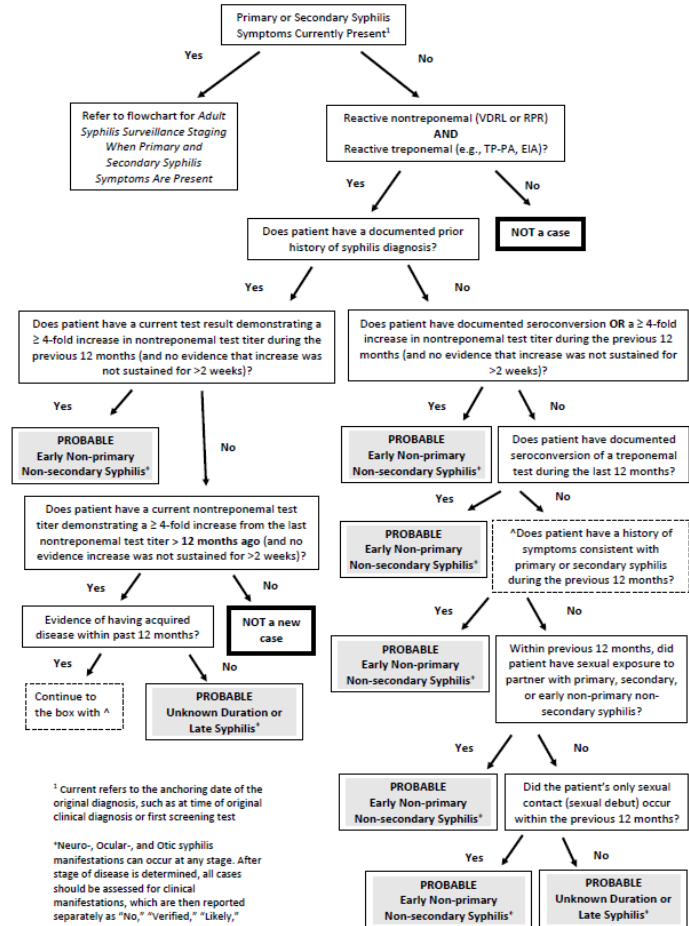 Primary or Secondary Syphilis
Symptoms Currently Present¹
Yes
No
Refer to flowchart for Adult
Syphilis Surveillance Staging
When Primary and
Secondary Syphilis
Symptoms Are Present
Reactive nontreponemal (VDRL or RPR)
AND
Reactive treponemal (e.g., TP-PA, EIA)?
Yes
No
Does patient have a documented prior
history of syphilis diagnosis?
NOT a case
Yes
No
Does patient have a current test result demonstrating a
≥ 4-fold increase in nontreponemal test titer during the
previous 12 months (and no evidence that increase was
not sustained for >2 weeks)?
Does patient have documented seroconversion OR a ≥ 4-fold
increase in nontreponemal test titer during the previous 12
months (and no evidence that increase was not sustained for
>2 weeks)?
Yes
No
Yes
No
PROBABLE
Early Non-primary
Non-secondary Syphilis*
PROBABLE
Early Non-primary
Non-secondary Syphilis*
Does patient have documented
seroconversion of a treponemal
test during the last 12 months?
Yes
No
Does patient have a current nontreponemal test
titer demonstrating a ≥ 4-fold increase from the last
nontreponemal test titer > 12 months ago (and no
evidence increase was not sustained for >2 weeks)?
PROBABLE
Early Non-primary
Non-secondary Syphilis*
^Does patient have a history of
symptoms consistent with
primary or secondary syphilis
during the previous 12 months?
Yes
No
Yes
No
Evidence of having acquired
disease within past 12 months?
NOT a new
case
PROBABLE
Early Non-primary
Non-secondary Syphilis*
Within previous 12 months, did
patient have sexual exposure to
partner with primary, secondary,
or early non-primary non-
secondary syphilis?
Yes
No
Continue to
the box with ^
PROBABLE
Unknown Duration or
Late Syphilis*
Yes
No
PROBABLE
Early Non-primary
Non-secondary Syphilis*
Did the patient's only sexual
contact (sexual debut) occur
within the previous 12 months?
Yes
No
PROBABLE
Early Non-primary
Non-secondary Syphilis*
PROBABLE
Unknown Duration or
Late Syphilis*
¹ Current refers to the anchoring date of the
original diagnosis, such as at time of original
clinical diagnosis or first screening test
*Neuro-, Ocular-, and Otic syphilis
manifestations can occur at any stage. After
stage of disease is determined, all cases
should be assessed for clinical
manifestations, which are then reported
separately as "No," "Verified," "Likely,"